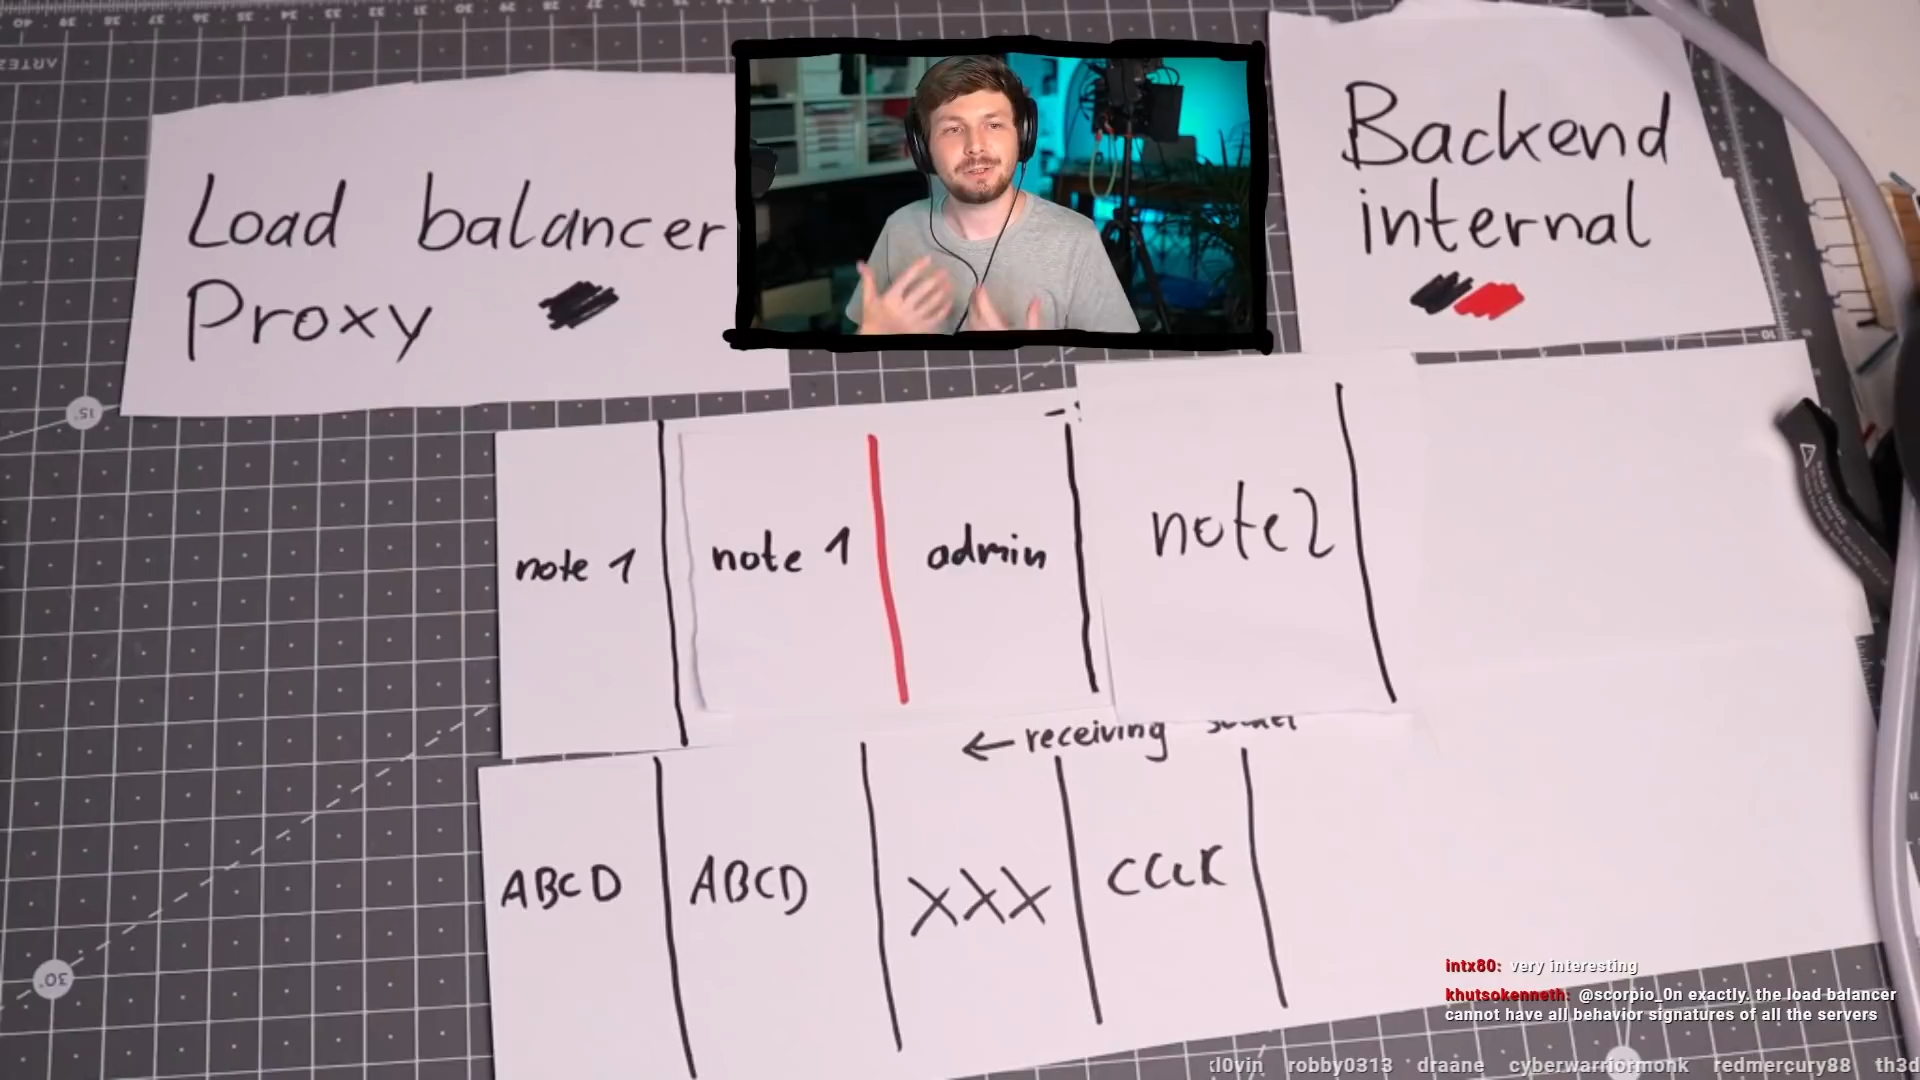 Load balancer
Proxy
Backend
internal
note 1
note 1
admin
note2
← receiving
ABCD
ABCD
XXX
intx80: very interesting
khutsokenneth: @scorpio_0n exactly. the load balancer
cannot have all behavior signatures of all the servers
robby0313 draane cyberwarriormonk redmercury88